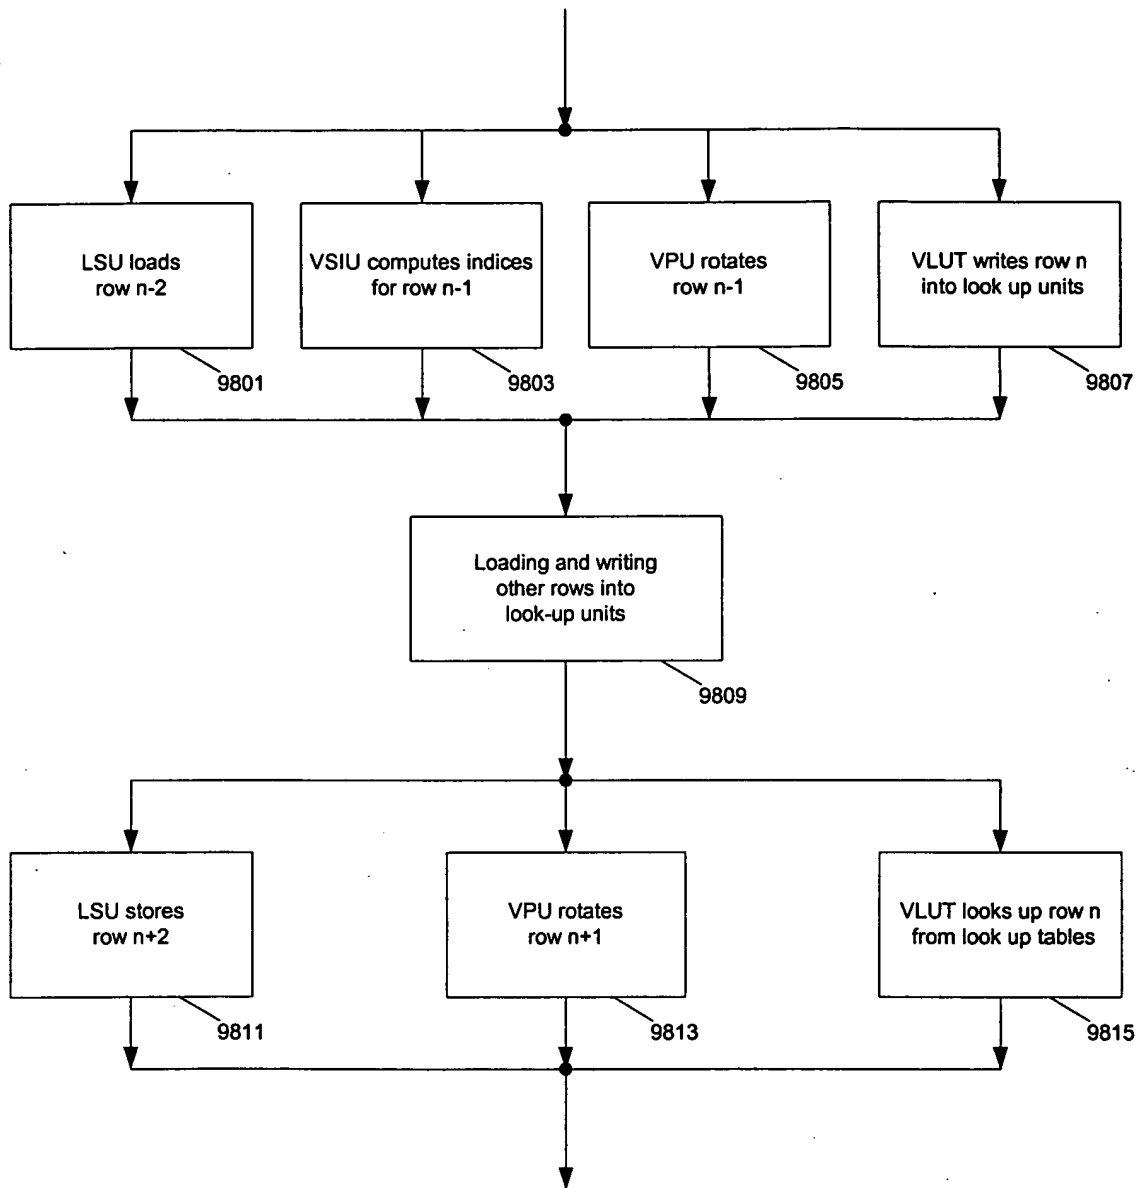 LSU loads
row n-2
9801
VSIU computes indices
for row n-1
9803
VPU rotates
row n-1
9805
VLUT writes row n
into look up units
9807
Loading and writing
other rows into
look-up units
9809
LSU stores
row n+2
9811
VPU rotates
row n+1
9813
VLUT looks up row n
from look up tables
9815